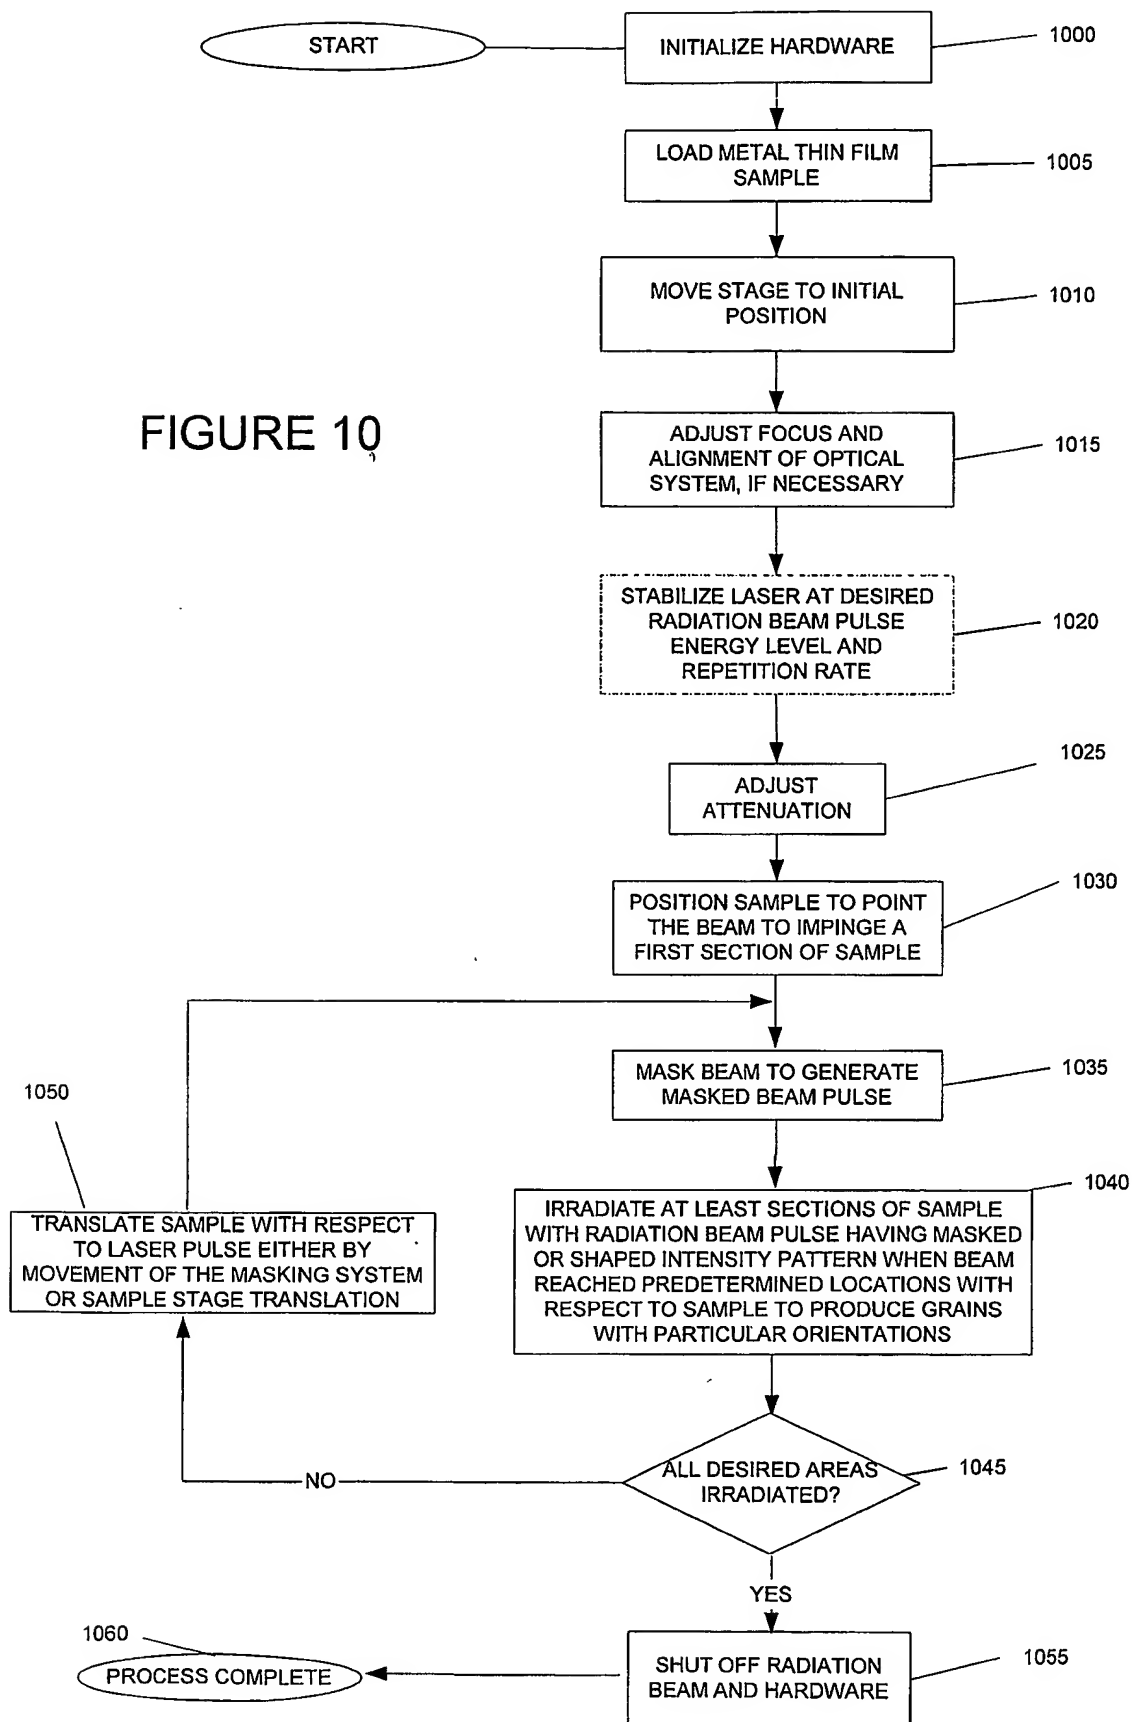 START
INITIALIZE HARDWARE
1000
LOAD METAL THIN FILM
SAMPLE
1005
MOVE STAGE TO INITIAL
POSITION
1010
FIGURE 10
ADJUST FOCUS AND
ALIGNMENT OF OPTICAL
SYSTEM, IF NECESSARY
1015
STABILIZE LASER AT DESIRED
RADIATION BEAM PULSE
ENERGY LEVEL AND
REPETITION RATE
1020
ADJUST
ATTENUATION
1025
POSITION SAMPLE TO POINT
THE BEAM TO IMPINGE A
FIRST SECTION OF SAMPLE
1030
MASK BEAM TO GENERATE
MASKED BEAM PULSE
1035
1050
TRANSLATE SAMPLE WITH RESPECT
TO LASER PULSE EITHER BY
MOVEMENT OF THE MASKING SYSTEM
OR SAMPLE STAGE TRANSLATION
IRRADIATE AT LEAST SECTIONS OF SAMPLE
WITH RADIATION BEAM PULSE HAVING MASKED
OR SHAPED INTENSITY PATTERN WHEN BEAM
REACHED PREDETERMINED LOCATIONS WITH
RESPECT TO SAMPLE TO PRODUCE GRAINS
WITH PARTICULAR ORIENTATIONS
1040
ALL DESIRED AREAS
IRRADIATED?
1045
NO
YES
SHUT OFF RADIATION
BEAM AND HARDWARE
1055
1060
PROCESS COMPLETE